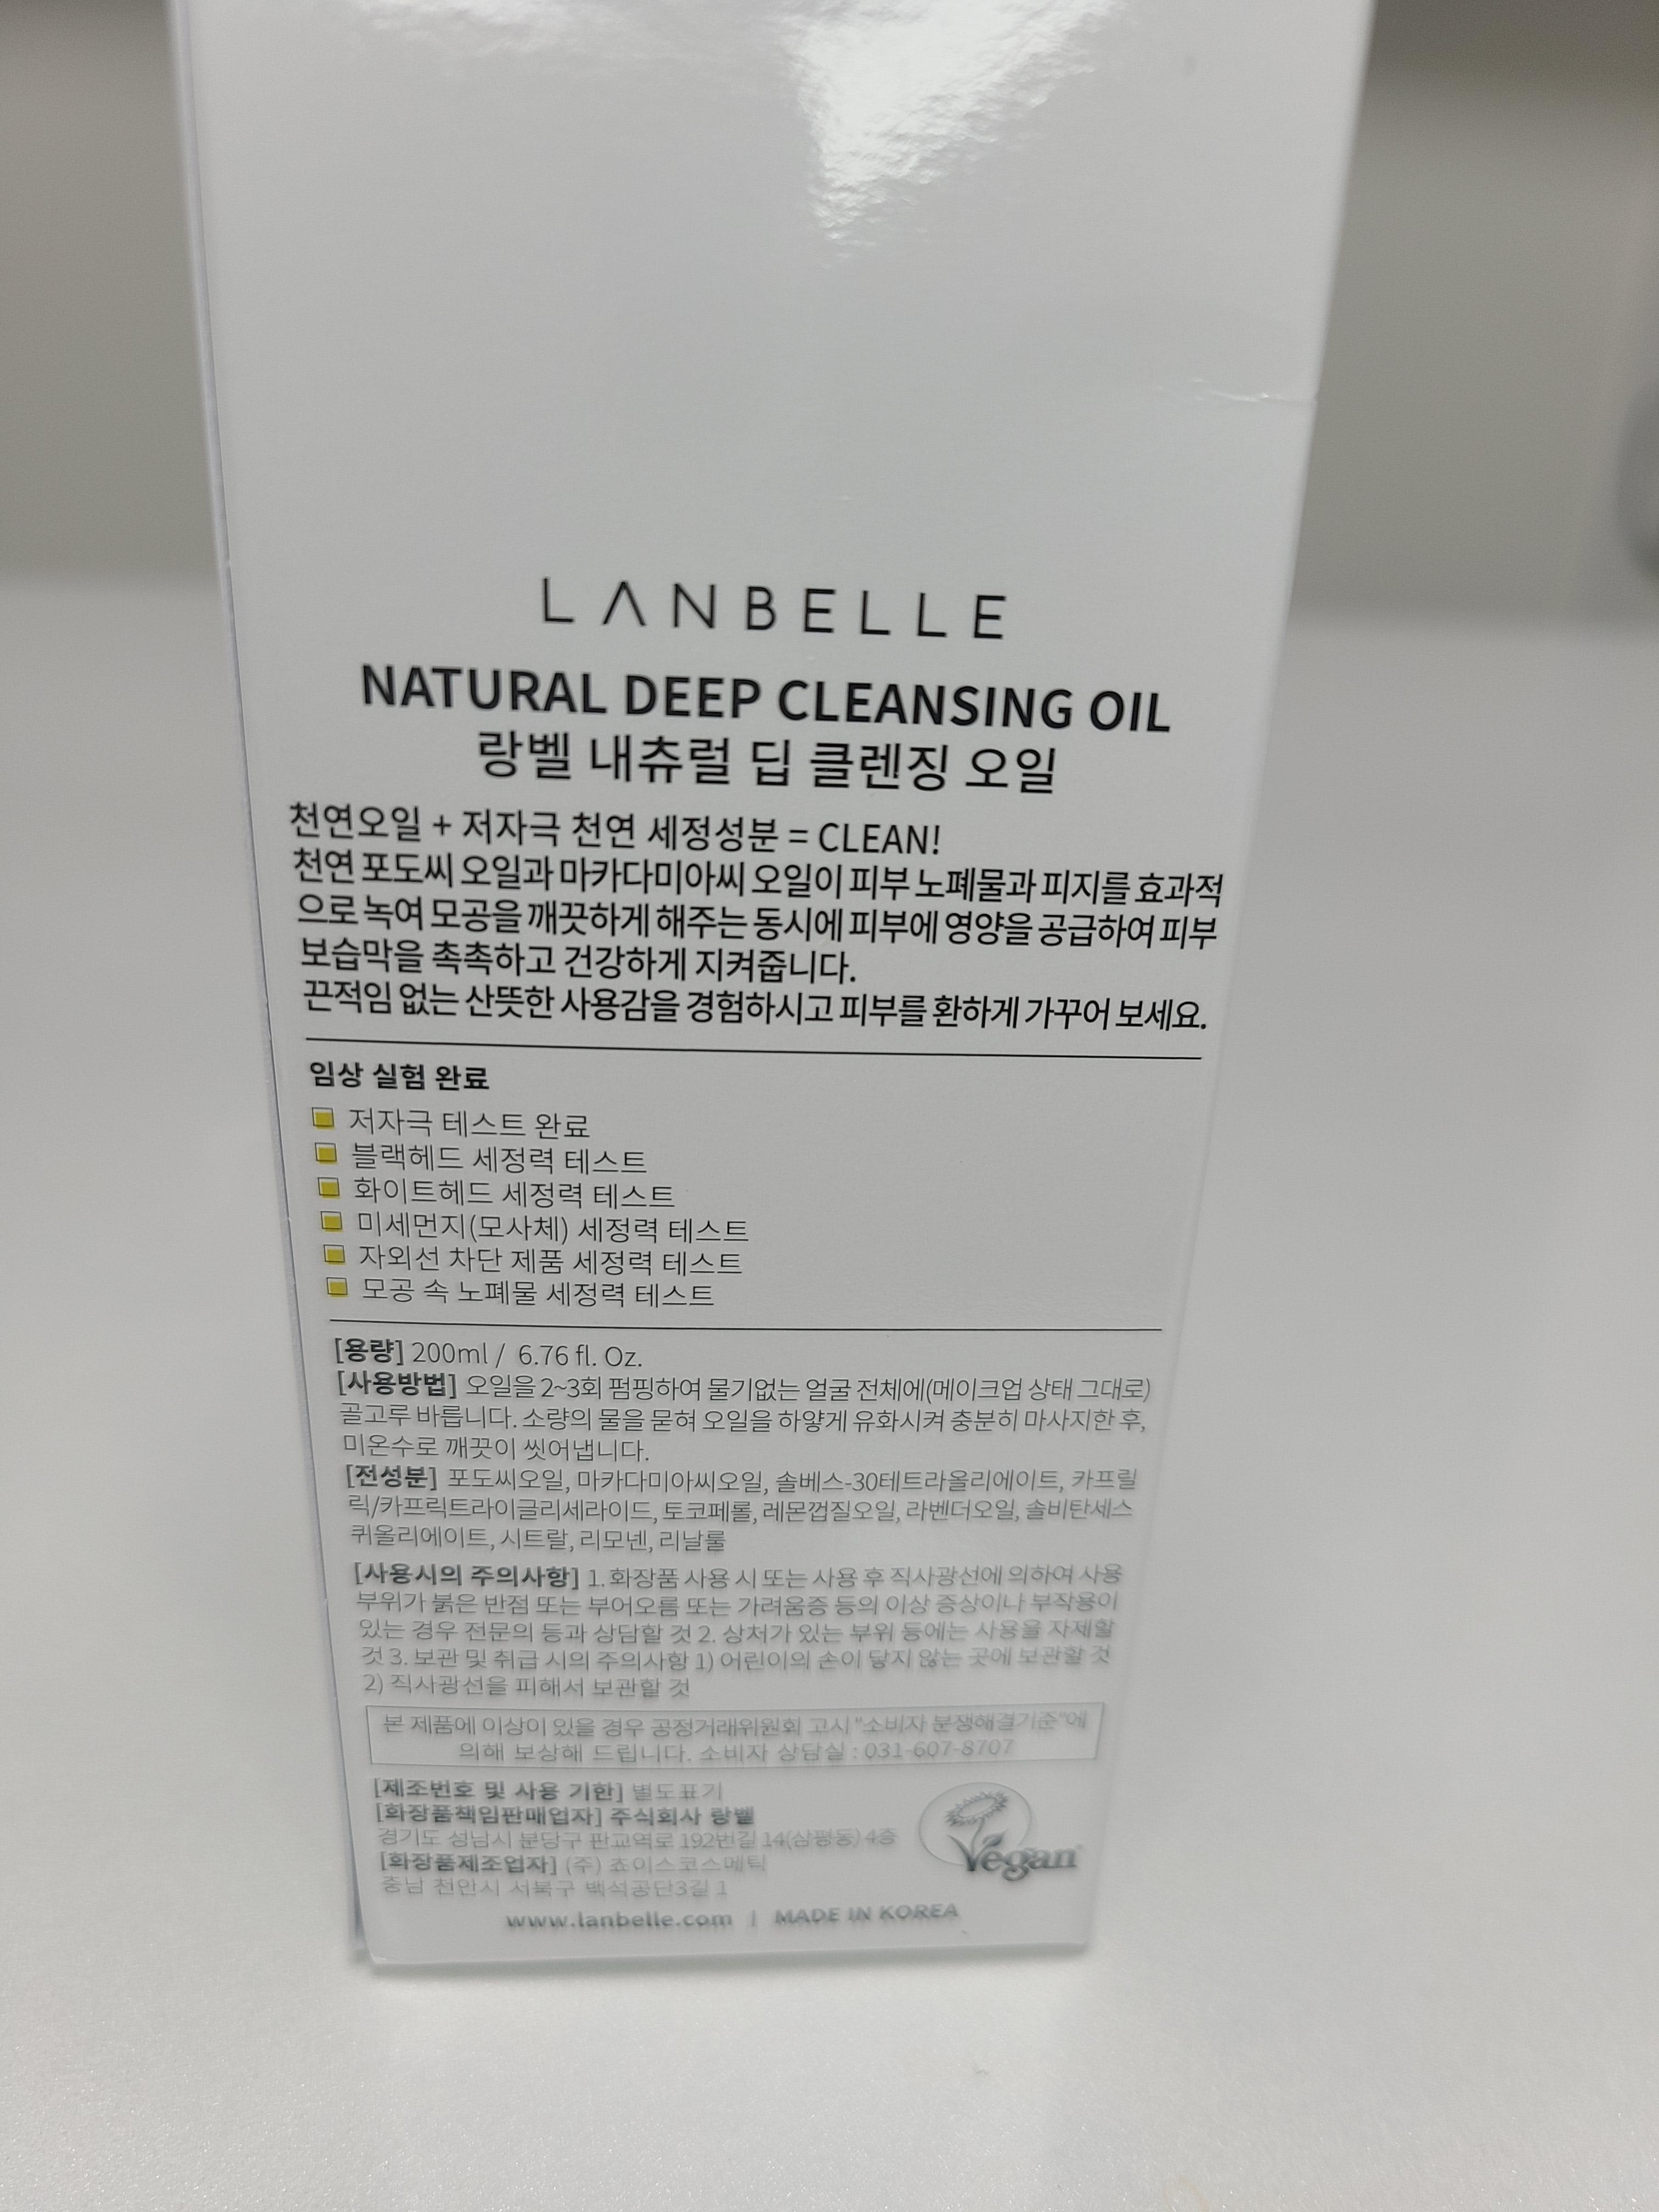 LANBELLE
NATURAL DEEP CLEANSING OIL
랑벨 내츄럴 딥 클렌징 오일
천연오일 + 저자극 천연 세정성분 = CLEAN!
천연 포도씨 오일과 마카다미아씨 오일이 피부 노폐물과 피지를 효과적
으로 녹여 모공을 깨끗하게 해주는 동시에 피부에 영양을 공급하여 피부
보습막을 촉촉하고 건강하게 지켜줍니다.
끈적임 없는 산뜻한 사용감을 경험하시고 피부를 환하게 가꾸어 보세요.
임상 실험 완료
저자극 테스트 완료
블랙헤드 세정력 테스트
화이트헤드 세정력 테스트
미세먼지(모사체) 세정력 테스트
자외선 차단 제품 세정력 테스트
모공 속 노폐물 세정력 테스트
[용량] 200ml / 6.76 fl. Oz.
[사용방법] 오일을 2~3회 펌핑하여 물기없는 얼굴 전체에(메이크업 상태 그대로)
골고루 바릅니다. 소량의 물을 묻혀 오일을 하얗게 유화시켜 충분히 마사지한 후,
미온수로 깨끗이 씻어냅니다.
[전성분] 포도씨오일, 마카다미아씨오일, 솔베스-30테트라올리에이트, 카프릴
릭/카프릭트라이글리세라이드, 토코페롤, 레몬껍질오일, 라벤더오일, 솔비탄세스
퀴올리에이트, 시트랄, 리모넨, 리날룰
[사용시의 주의사항] 1. 화장품 사용 시 또는 사용 후 직사광선에 의하여 사용
부위가 붉은 반점 또는 부어오름 또는 가려움증 등의 이상 증상이나 부작용이
있는 경우 전문의 등과 상담할 것 2. 상처가 있는 부위 등에는 사용을 자제할
것 3. 보관 및 취급 시의 주의사항 1) 어린이의 손이 닿지 않는 곳에 보관할 것
2) 직사광선을 피해서 보관할 것
본 제품에 이상이 있을 경우 공정거래위원회 고시 "소비자 분쟁해결기준"에
의해 보상해 드립니다. 소비자 상담실 : 031-607-8707
[제조번호 및 사용 기한] 별도표기
[화장품책임판매업자] 주식회사 랑벨
경기도 성남시 분당구 판교역로 192번길 14(삼평동) 4층
[화장품제조업자] (주) 쵸이스코스메틱
충남 천안시 서북구 백석공단3길 1
Vegan
www.lanbelle.com | MADE IN KOREA